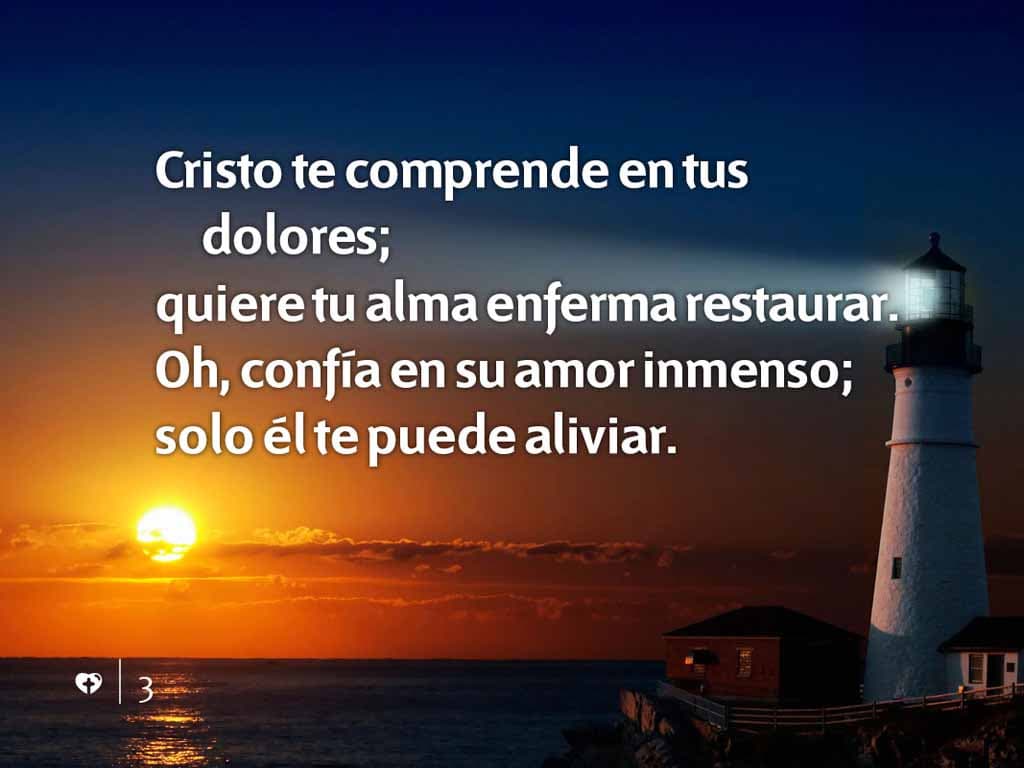 Cristo te comprende en tus
dolores;
quiere tu alma enferma restaurar.
Oh, confía en su amor inmenso;
solo él te puede aliviar.
3